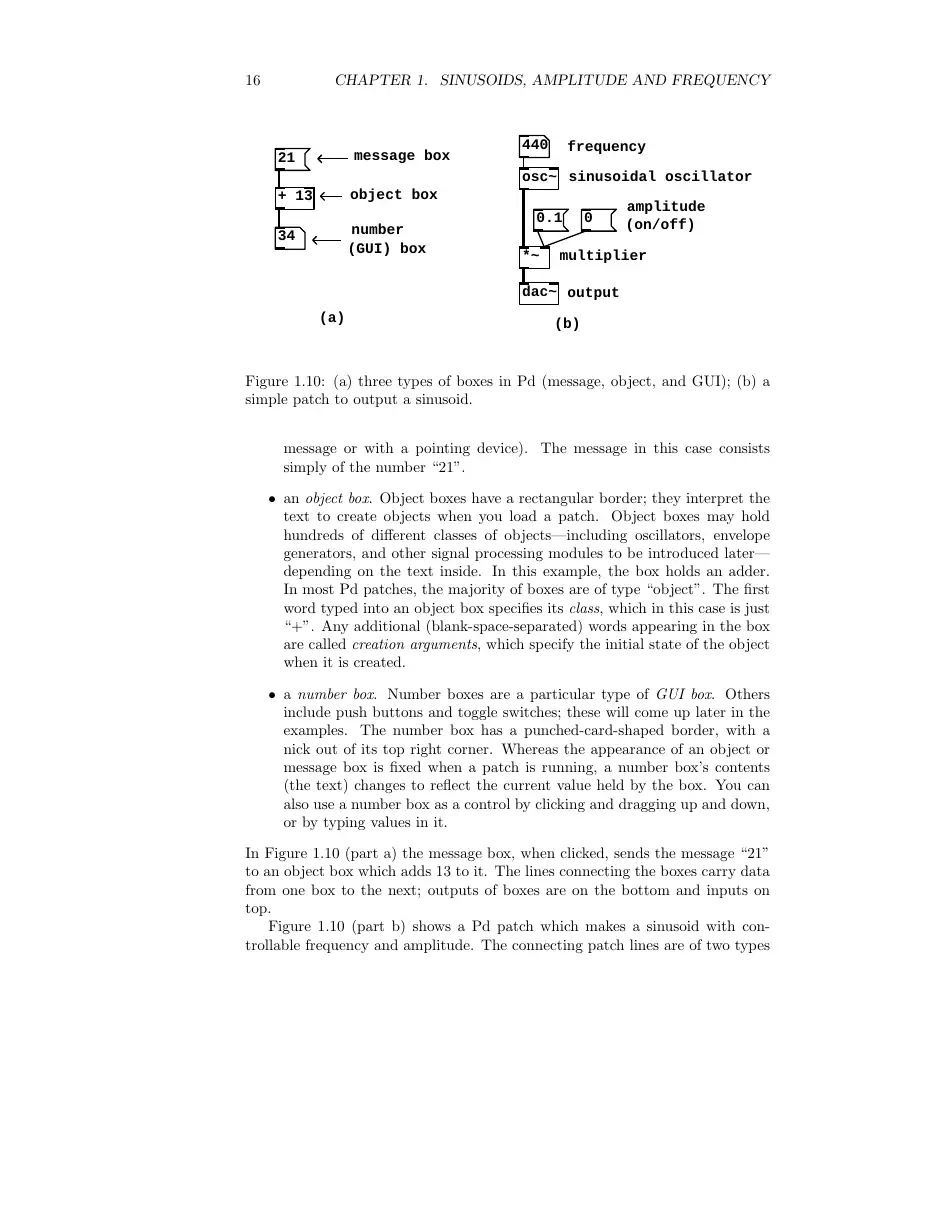 16 CHAPTER 1. SINUSOIDS, AMPLITUDE AND FREQUENCY
21 message box
+ 13 object box
34 number
(GUI) box
(a)
440 frequency
osc~ sinusoidal oscillator
0.1 0 amplitude
(on/off)
*~ multiplier
dac~ output
(b)
Figure 1.10: (a) three types of boxes in Pd (message, object, and GUI); (b) a
simple patch to output a sinusoid.
message or with a pointing device). The message in this case consists
simply of the number “21”.
• an object box. Object boxes have a rectangular border; they interpret the
text to create objects when you load a patch. Object boxes may hold
hundreds of different classes of objects—including oscillators, envelope
generators, and other signal processing modules to be introduced later—
depending on the text inside. In this example, the box holds an adder.
In most Pd patches, the majority of boxes are of type “object”. The first
word typed into an object box specifies its class, which in this case is just
“+”. Any additional (blank-space-separated) words appearing in the box
are called creation arguments, which specify the initial state of the object
when it is created.
• a number box. Number boxes are a particular type of GUI box. Others
include push buttons and toggle switches; these will come up later in the
examples. The number box has a punched-card-shaped border, with a
nick out of its top right corner. Whereas the appearance of an object or
message box is fixed when a patch is running, a number box’s contents
(the text) changes to reflect the current value held by the box. You can
also use a number box as a control by clicking and dragging up and down,
or by typing values in it.
In Figure 1.10 (part a) the message box, when clicked, sends the message “21”
to an object box which adds 13 to it. The lines connecting the boxes carry data
from one box to the next; outputs of boxes are on the bottom and inputs on
top.
Figure 1.10 (part b) shows a Pd patch which makes a sinusoid with con-
trollable frequency and amplitude. The connecting patch lines are of two types